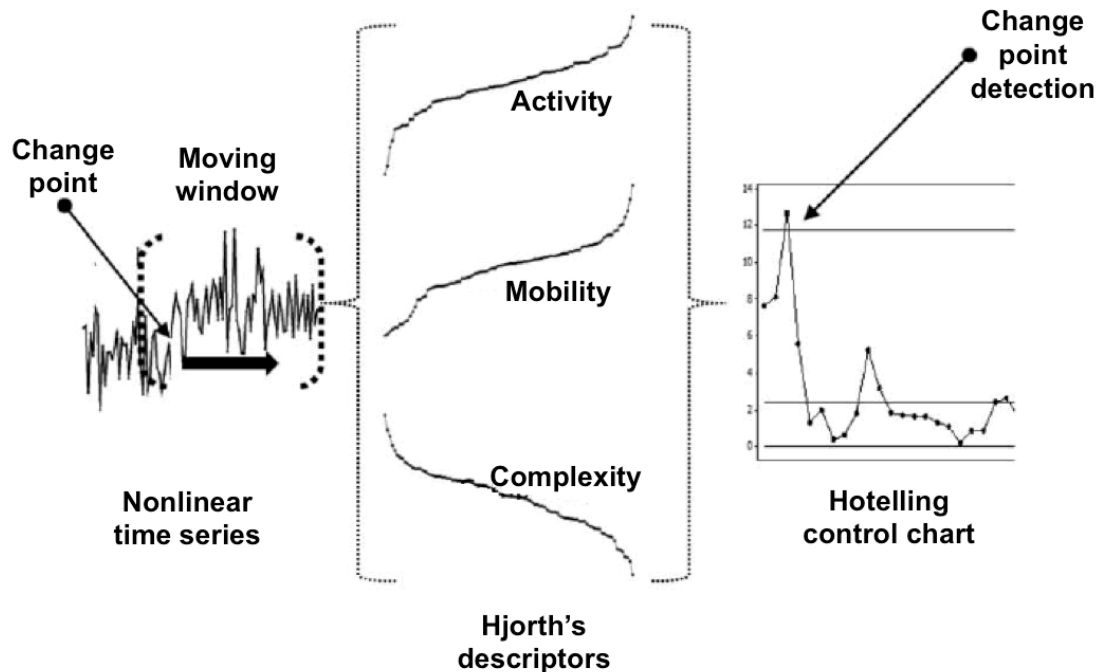 Change
point
Moving
window
Nonlinear
time series
Activity
Mobility
Complexity
Hjorth's
descriptors
Change
point
detection
14
12
10
8
6
4
2
0
Hotelling
control chart